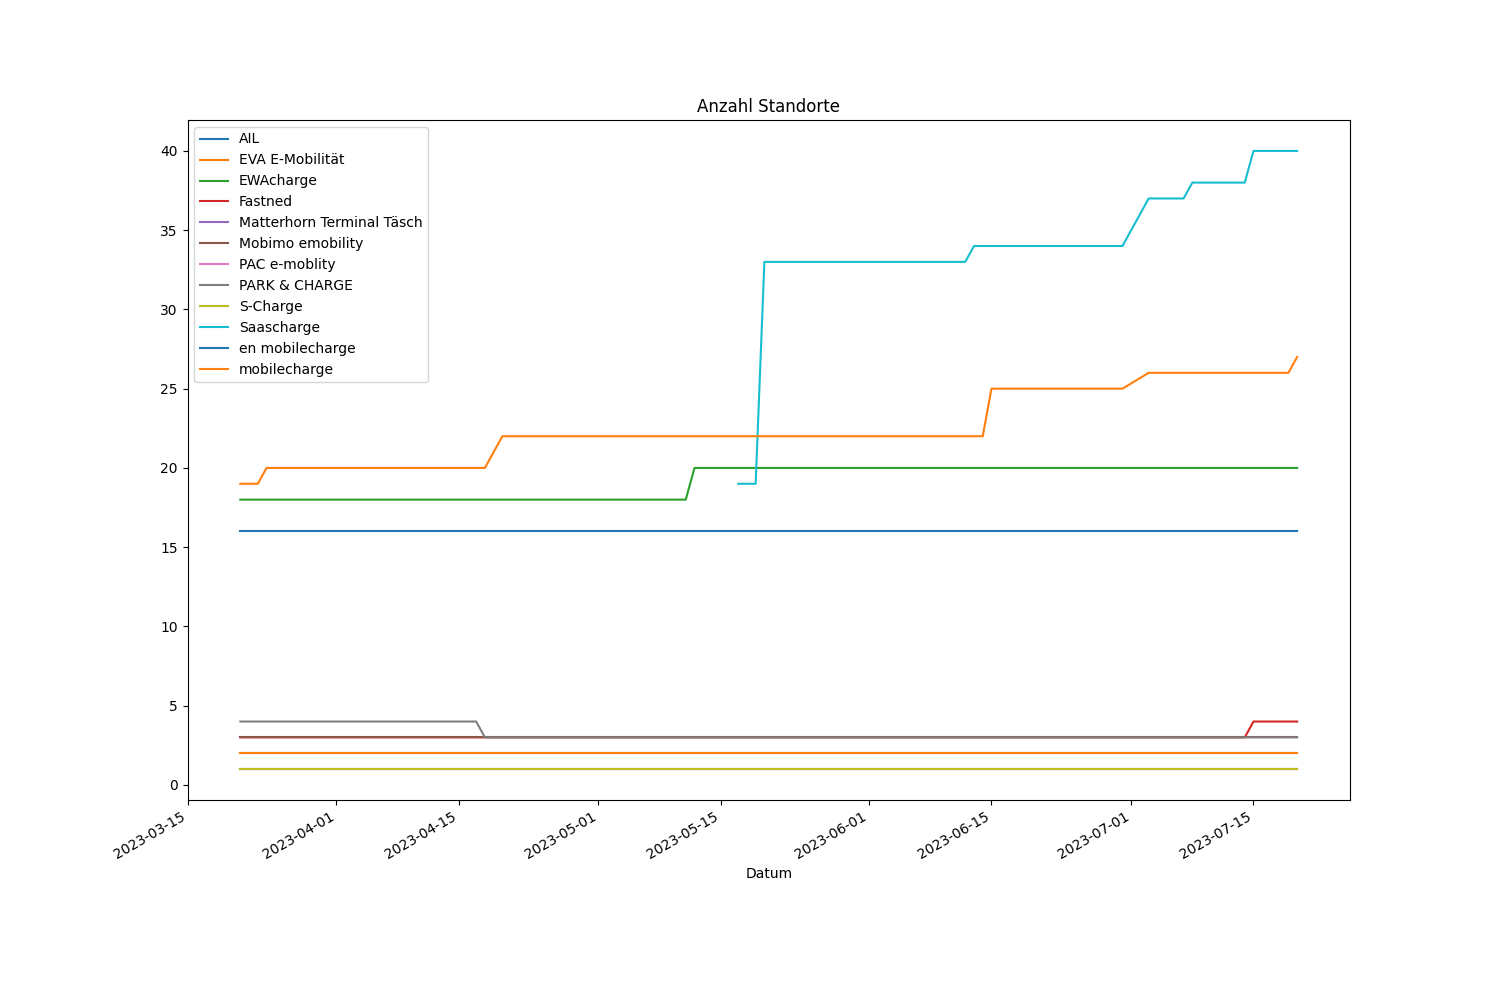 Anzahl Standorte
AIL
EVA E-Mobilität
EWAcharge
Fastned
Matterhorn Terminal Täsch
Mobimo emobility
PAC e-moblity
PARK & CHARGE
S-Charge
Saascharge
en mobilecharge
mobilecharge
40
35
30
25
20
15
10
5
0
2023-03-15
2023-04-01
2023-04-15
2023-05-01
2023-05-15
2023-06-01
2023-06-15
2023-07-01
2023-07-15
Datum